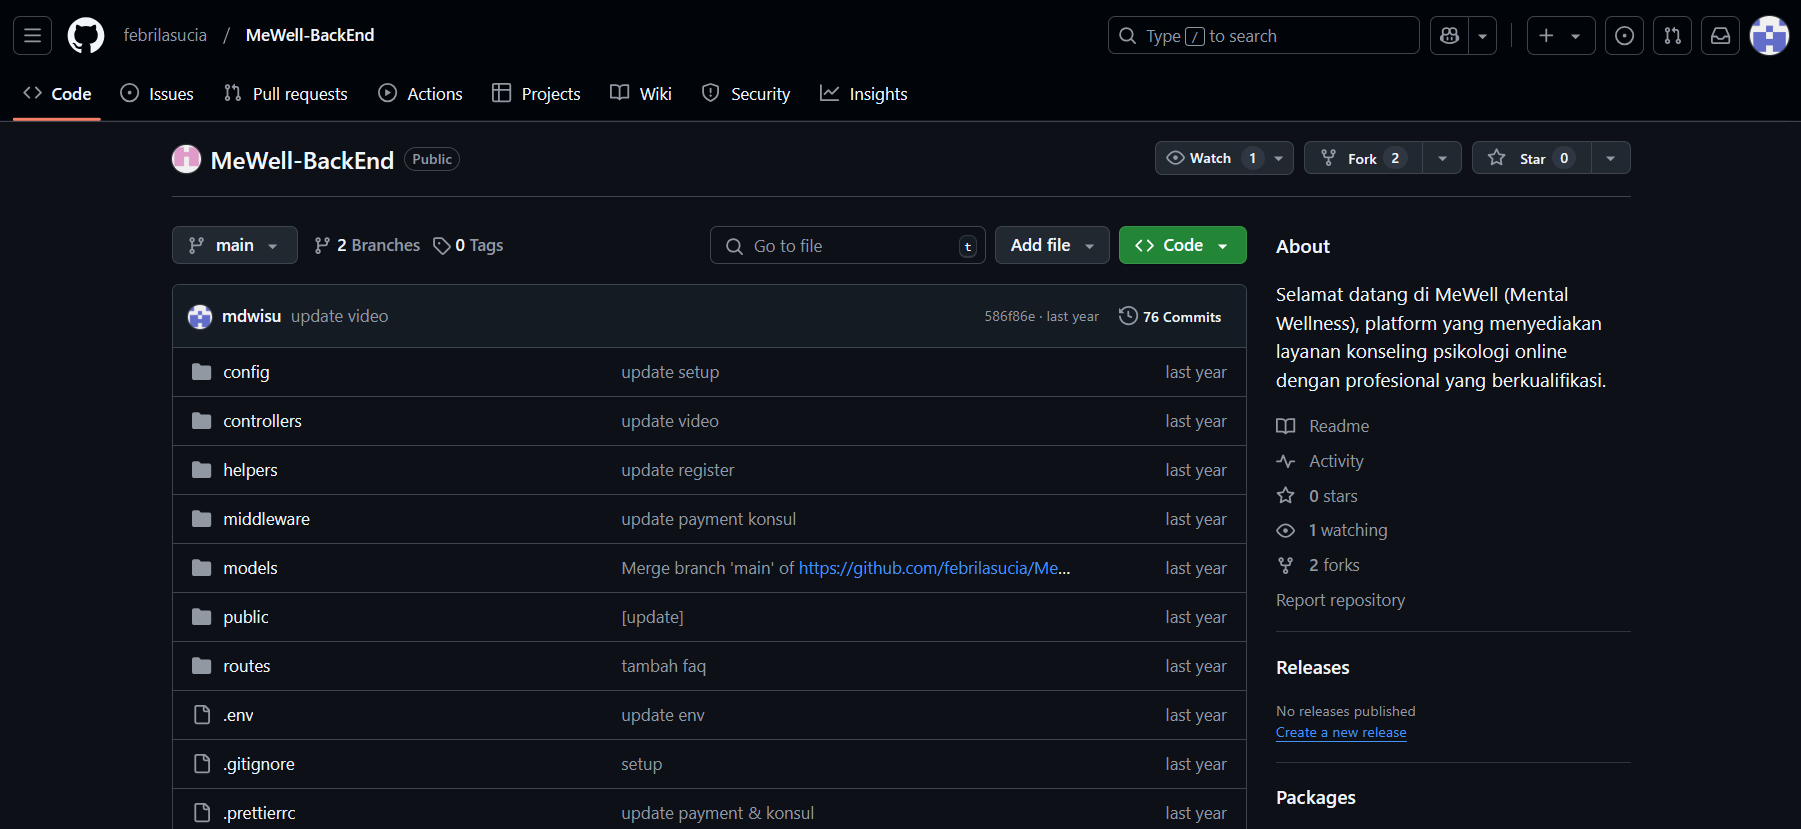 febrilasucia / MeWell-BackEnd
Type / to search
Code Issues Pull requests Actions Projects Wiki Security Insights
MeWell-BackEnd Public
Watch 1 Fork 2 Star 0
main 2 Branches 0 Tags
Go to file t Add file Code
mdwisu update video 586f86e · last year 76 Commits
config update setup last year
controllers update video last year
helpers update register last year
middleware update payment konsul last year
models Merge branch 'main' of https://github.com/febrilasucia/Me... last year
public [update] last year
routes tambah faq last year
.env update env last year
.gitignore setup last year
.prettierrc update payment & konsul last year
About
Selamat datang di MeWell (Mental
Wellness), platform yang menyediakan
layanan konseling psikologi online
dengan profesional yang berkualifikasi.
Readme
Activity
0 stars
1 watching
2 forks
Report repository
Releases
No releases published
Create a new release
Packages